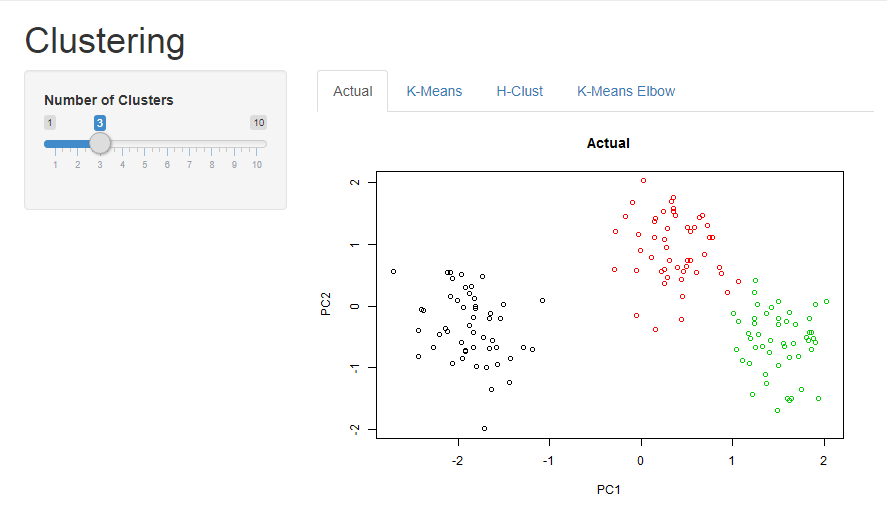 Clustering
Number of Clusters
1 3 10
1 2 3 4 5 6 7 8 9 10
Actual K-Means H-Clust K-Means Elbow
Actual
2
1
0
-1
-2
PC2
-2 -1 0 1 2
PC1